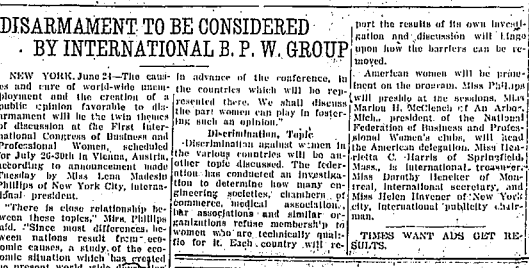 DISARMAMENT TO BE CONSIDERED
BY INTERNATIONAL B. P. W. GROUP
NEW YORK, June 24—The caus-
es and cure of world-wide unem-
ployment and the creation of a
public opinion favorable to dis-
armament will be the twin themes
of discussion at the First Inter-
national Congress of Business and
Professional Women, scheduled
for July 26-30th in Vienna, Austria,
according to announcement made
Tuesday by Miss Lena Madesin
Phillips of New York City, interna-
tional president.
"There is close relationship be-
tween these topics," Miss Phillips
said. "Since most differences be-
tween nations result from eco-
nomic causes, a study of the eco-
nomic situation which has created
in advance of the conference, in
the countries which will be rep-
resented there. We shall discuss
the part women can play in foster-
ing such an opinion."
Discrimination, Topic
Discrimination against women in
the various countries will be an-
other topic discussed. The feder-
ation has conducted an investiga-
tion to determine how many en-
gineering societies, chambers of
commerce, medical association,
bar associations and similar or-
ganizations refuse membership to
women who are technically quali-
fied for it. Each country will re-
port the results of its own investi-
gation and discussion will hinge
upon how the barriers can be re-
moved.
American women will be promi-
nent on the program. Miss Phillips
will preside at the sessions. Miss
Marion H. McClench of An Arbor,
Mich., president of the National
Federation of Business and Profes-
sional Women's clubs, will head
the American delegation. Miss Hen-
rietta C. Harris of Springfield,
Mass., is international treasurer,
Miss Dorothy Heneker of Mon-
treal, international secretary, and
Miss Helen Havener of New York
city, international publicity chair-
man.
TIMES WANT ADS GET RE-
SULTS.